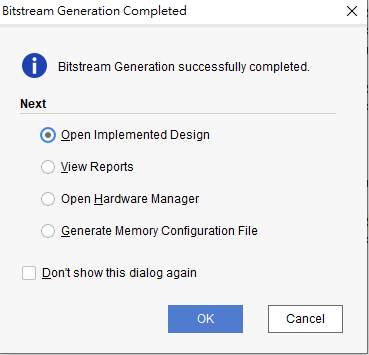 Bitstream Generation Completed
Bitstream Generation successfully completed.
Next
Open Implemented Design
View Reports
Open Hardware Manager
Generate Memory Configuration File
Don't show this dialog again
OK
Cancel